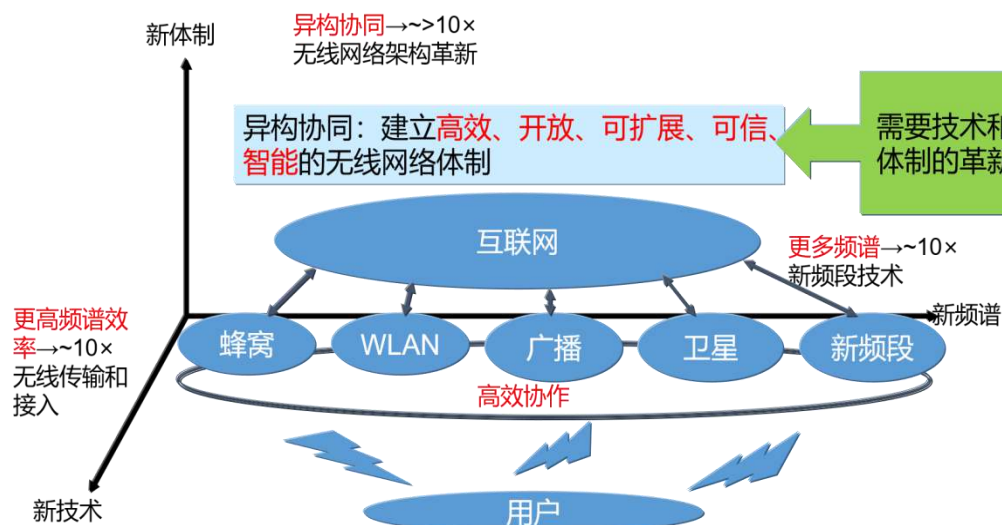 新体制
异构协同→~>10×
无线网络架构革新
异构协同：建立高效、开放、可扩展、可信、
智能的无线网络体制
需要技术和
体制的革新
互联网
更多频谱→~10×
新频段技术
新频谱
更高频谱效
率→~10×
无线传输和
接入
蜂窝
WLAN
广播
卫星
新频段
高效协作
新技术
用户